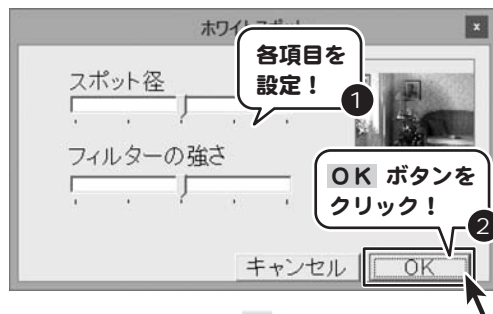 ホワイトスポット
x
各項目を
設定！
1
スポット径
フィルターの強さ
OK ボタンを
クリック！
2
キャンセル
OK